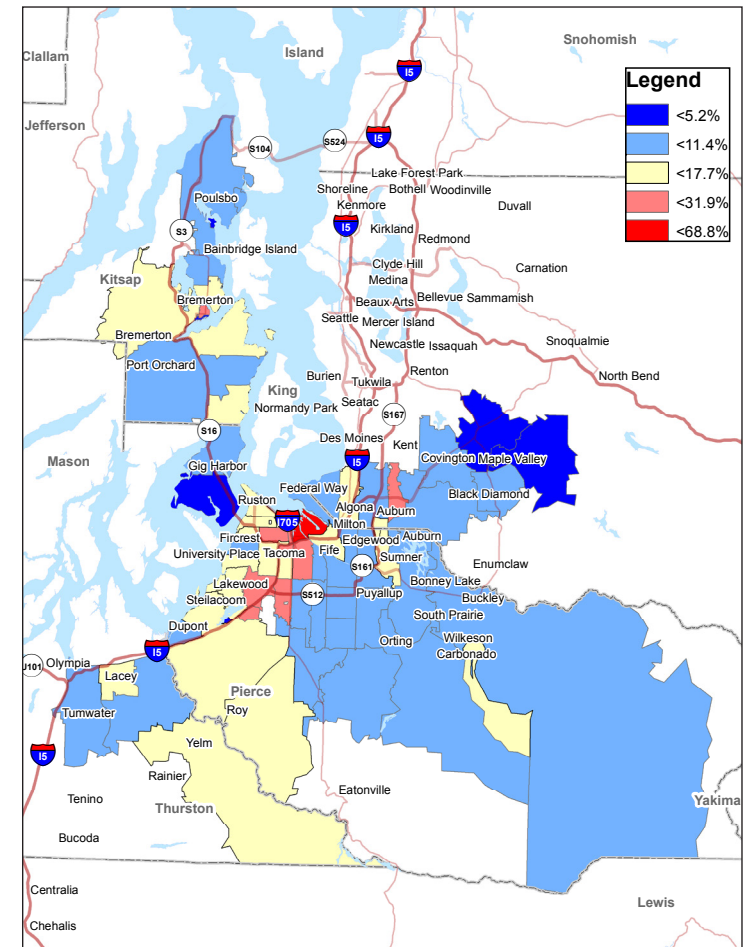 Snohomish
Clallam
Island
I5
Legend
<5.2%
<11.4%
<17.7%
<31.9%
<68.8%
Jefferson
S104
S524
I5
Lake Forest Park
Shoreline
Bothell
Woodinville
Kenmore
Poulsbo
Duvall
I5
Kirkland
S3
Redmond
Bainbridge Island
Clyde Hill
Carnation
Kitsap
Medina
Bremerton
Beaux Arts
Bellevue
Sammamish
Seattle
Mercer Island
Bremerton
Newcastle
Issaquah
Snoqualmie
Port Orchard
Renton
Burien
Tukwila
North Bend
King
Seatac
Normandy Park
S167
S16
Des Moines
Kent
Mason
I5
Covington
Maple Valley
Gig Harbor
Federal Way
Ruston
Black Diamond
Algona
Auburn
I705
Milton
Fircrest
Edgewood
Auburn
University Place
Tacoma
Fife
Sumner
Enumclaw
S161
Lakewood
Bonney Lake
Steilacoom
S512
Puyallup
Buckley
South Prairie
Dupont
Orting
Wilkeson
I5
Carbonado
J101
Olympia
Lacey
Pierce
Tumwater
Roy
Yelm
I5
Rainier
Eatonville
Tenino
Thurston
Yakima
Bucoda
Centralia
Lewis
Chehalis